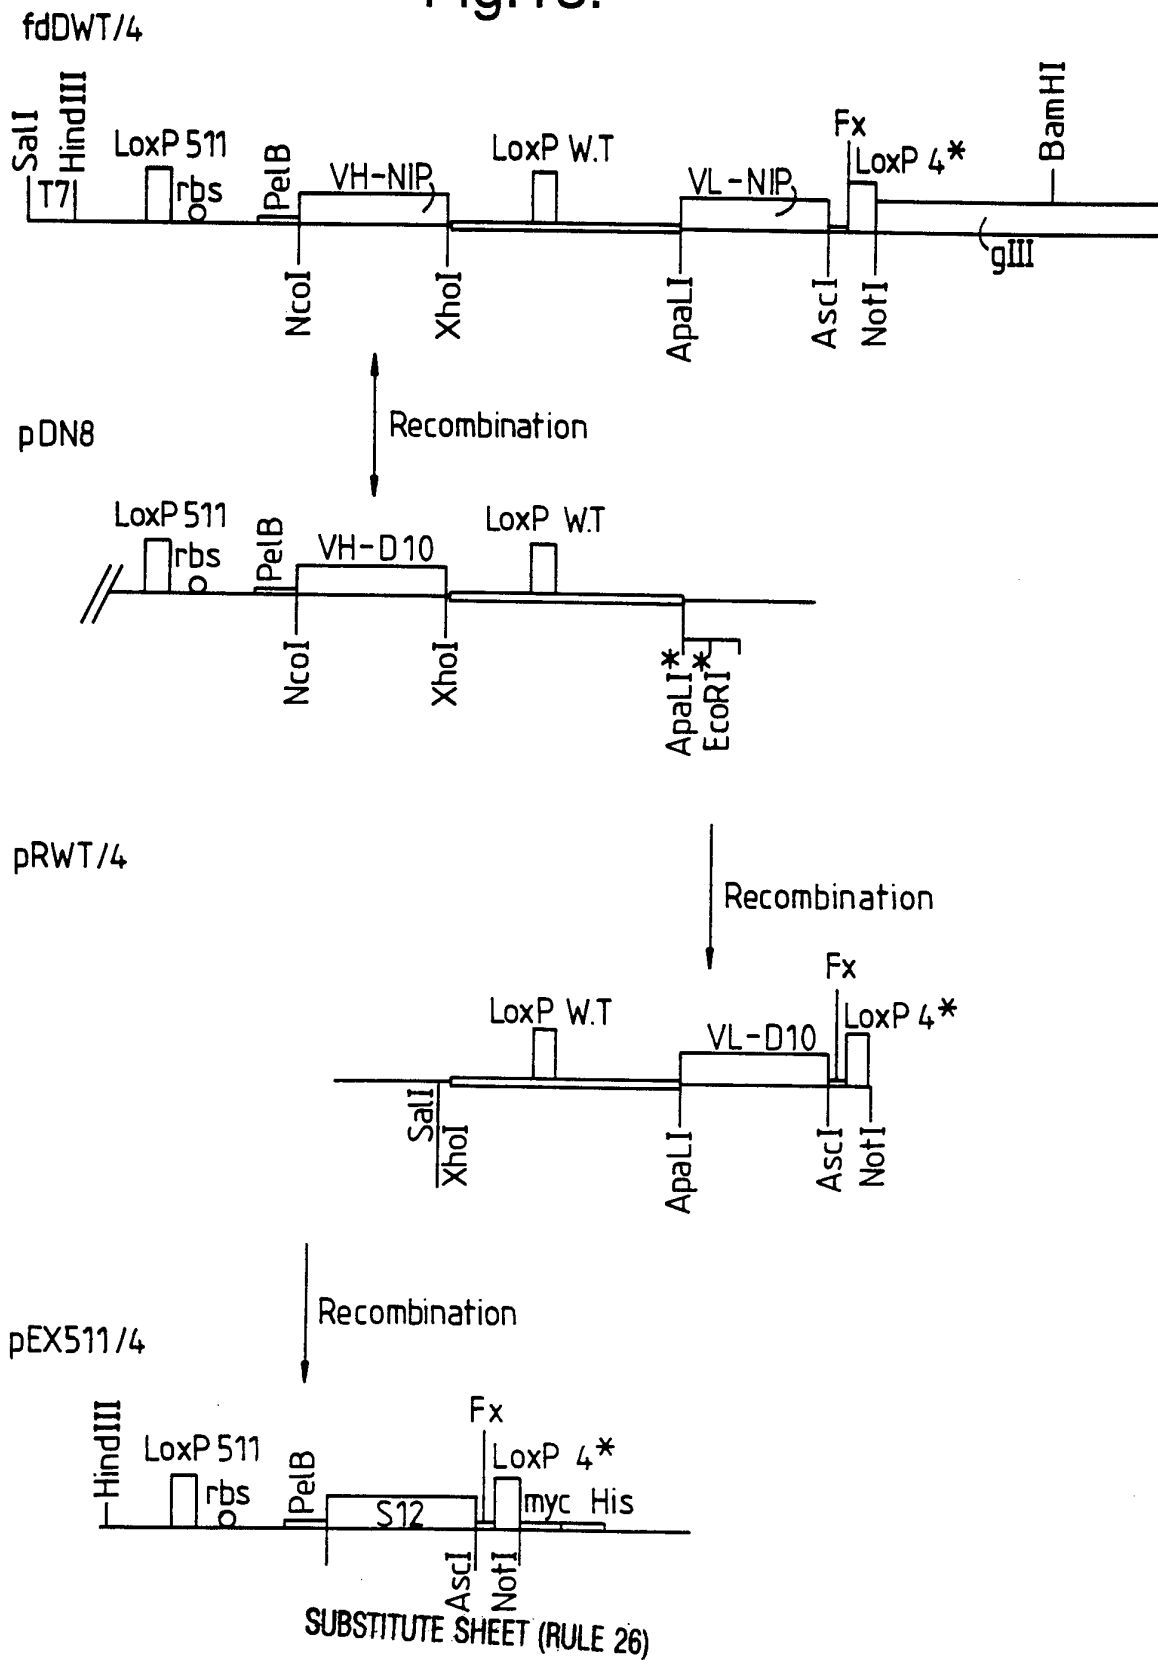 Fig.18.
fdDWT/4
SalI
T7
HindIII
LoxP 511
rbs
PelB
VH-NIP
LoxP W.T
VL-NIP
Fx
LoxP 4*
BamHI
gIII
NcoI
XhoI
ApaLI
AscI
NotI
Recombination
pDN8
LoxP 511
rbs
PelB
VH-D10
LoxP W.T
NcoI
XhoI
ApaLI*
EcoRI*
pRWT/4
Recombination
LoxP W.T
VL-D10
Fx
LoxP 4*
SalI
XhoI
ApaLI
AscI
NotI
Recombination
pEX511/4
HindIII
LoxP 511
rbs
PelB
S12
Fx
LoxP 4*
myc His
AscI
NotI
SUBSTITUTE SHEET (RULE 26)